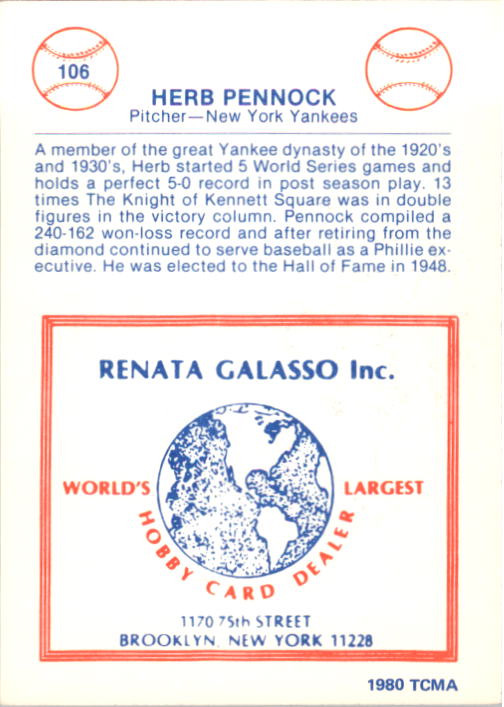 106
HERB PENNOCK
Pitcher—New York Yankees
A member of the great Yankee dynasty of the 1920's
and 1930's, Herb started 5 World Series games and
holds a perfect 5-0 record in post season play. 13
times The Knight of Kennett Square was in double
figures in the victory column. Pennock compiled a
240-162 won-loss record and after retiring from the
diamond continued to serve baseball as a Phillie ex-
ecutive. He was elected to the Hall of Fame in 1948.
RENATA GALASSO Inc.
WORLD'S LARGEST
HOBBY CARD DEALER
1170 75th STREET
BROOKLYN, NEW YORK 11228
1980 TCMA